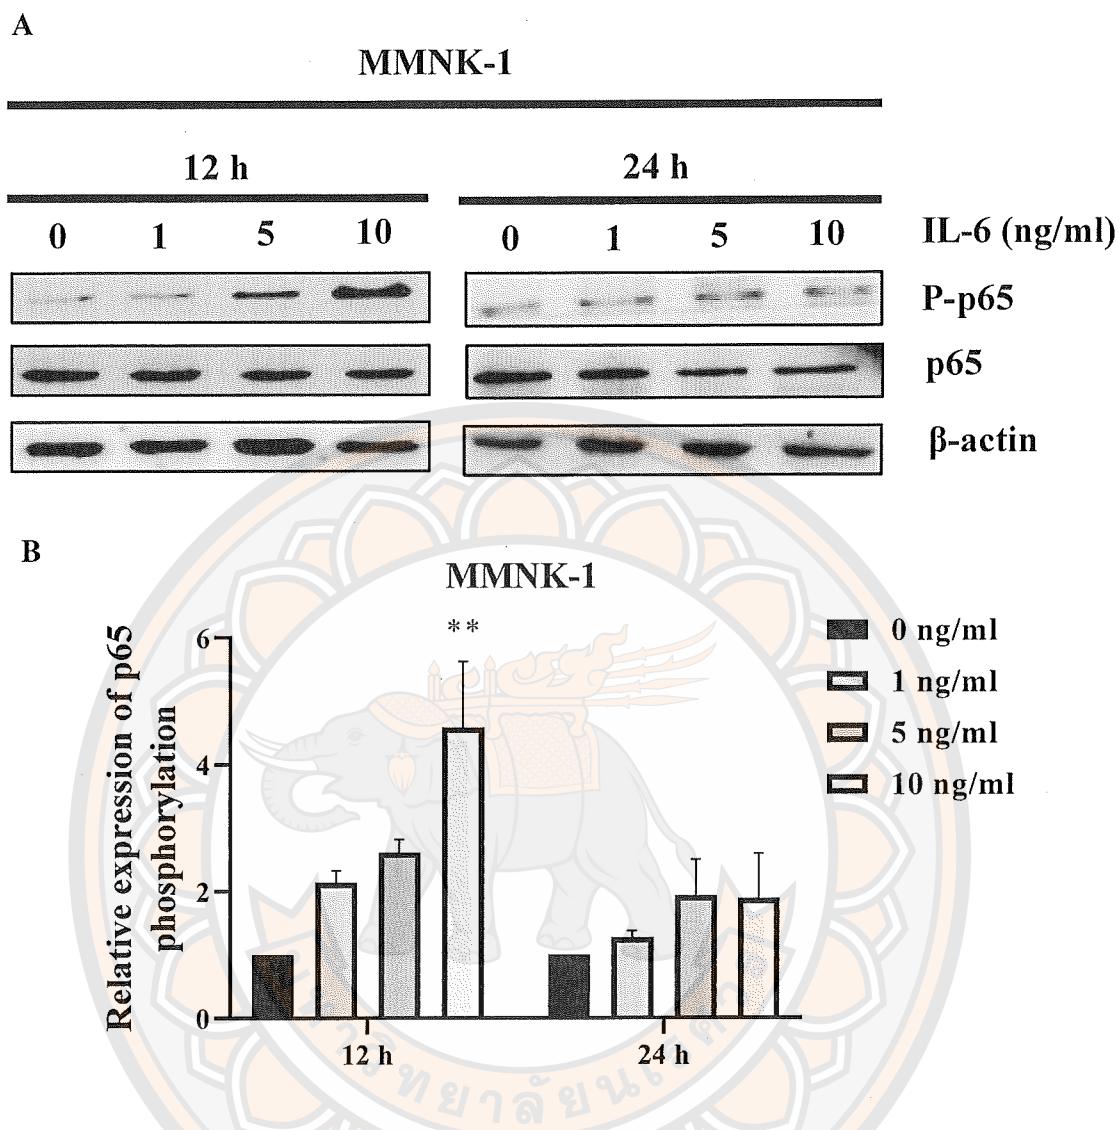 A
MMNK-1
12 h
24 h
0 1 5 10 0 1 5 10 IL-6 (ng/ml)
P-p65
p65
β-actin
B
MMNK-1
**
Relative expression of p65
phosphorylation
6
4
2
0
12 h
24 h
0 ng/ml
1 ng/ml
5 ng/ml
10 ng/ml